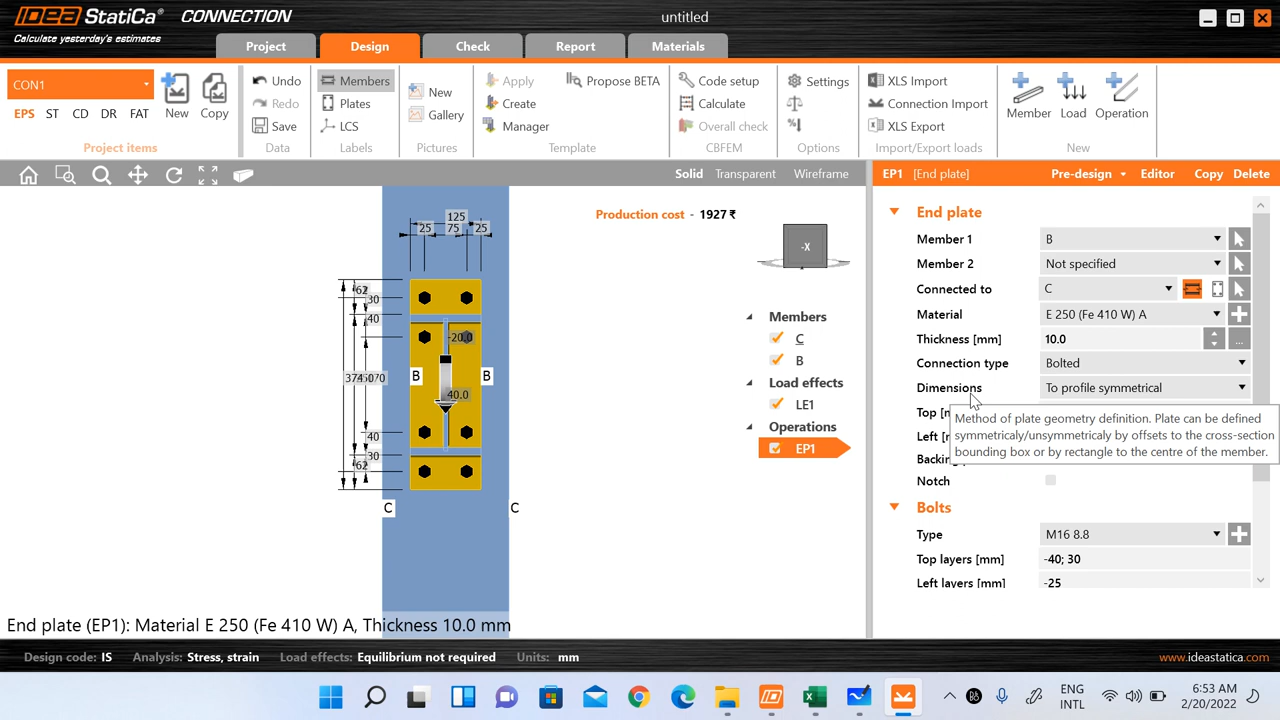 IDEA StatiCa® CONNECTION
Calculate yesterday's estimates
untitled
Project
Design
Check
Report
Materials
CON1
EPS ST CD DR FAT
New
Copy
Project items
Undo
Redo
Save
Data
Members
Plates
LCS
Labels
New
Gallery
Pictures
Apply
Create
Manager
Propose BETA
Template
Code setup
Calculate
Overall check
CBFEM
Settings
Options
XLS Import
Connection Import
XLS Export
Import/Export loads
Member
Load
Operation
New
Solid Transparent Wireframe
EP1 [End plate]
Pre-design
Editor
Copy
Delete
Production cost - 1927 ₹
-X
125
25 75 25
62
30
40
-20.0
B
B
40.0
40
30
62
C
C
Members
C
B
Load effects
LE1
Operations
EP1
End plate
Member 1 B
Member 2 Not specified
Connected to C
Material E 250 (Fe 410 W) A
Thickness [mm] 10.0
...
Connection type Bolted
Dimensions To profile symmetrical
Top [m
Left [m
Backing
Method of plate geometry definition. Plate can be defined
symmetricaly/unsymmetricaly by offsets to the cross-section
bounding box or by rectangle to the centre of the member.
Notch
Bolts
Type M16 8.8
Top layers [mm] -40; 30
Left layers [mm] -25
End plate (EP1): Material E 250 (Fe 410 W) A, Thickness 10.0 mm
Design code: IS Analysis: Stress, strain Load effects: Equilibrium not required Units: mm
www.ideastatica.com
ENG
INTL
6:53 AM
2/20/2022